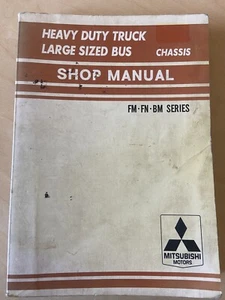 HEAVY DUTY TRUCK
LARGE SIZED BUS CHASSIS
SHOP MANUAL
FM·FN·BM SERIES
MITSUBISHI
MOTORS